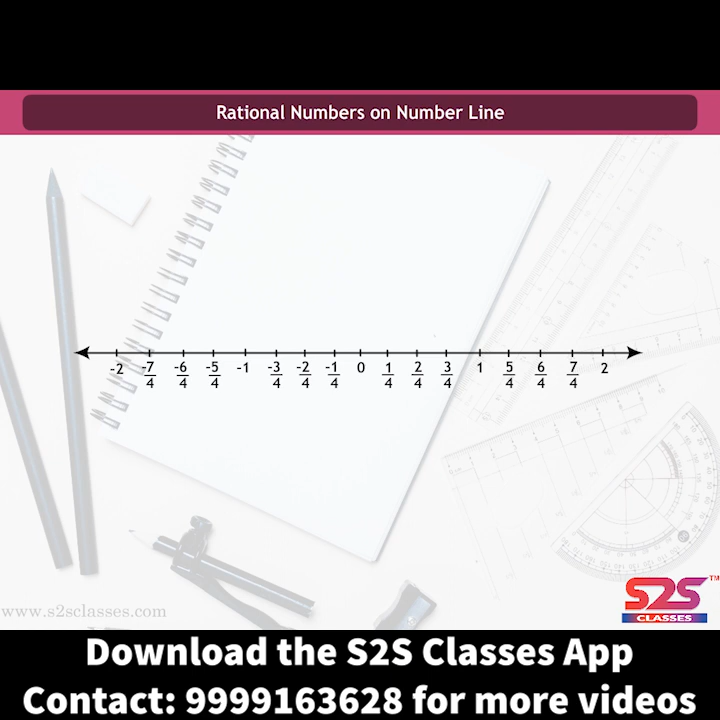 Rational Numbers on Number Line
-2 -7/4 -6/4 -5/4 -1 -3/4 -2/4 -1/4 0 1/4 2/4 3/4 1 5/4 6/4 7/4 2
www.s2sclasses.com
S2S TM
CLASSES
Download the S2S Classes App
Contact: 9999163628 for more videos